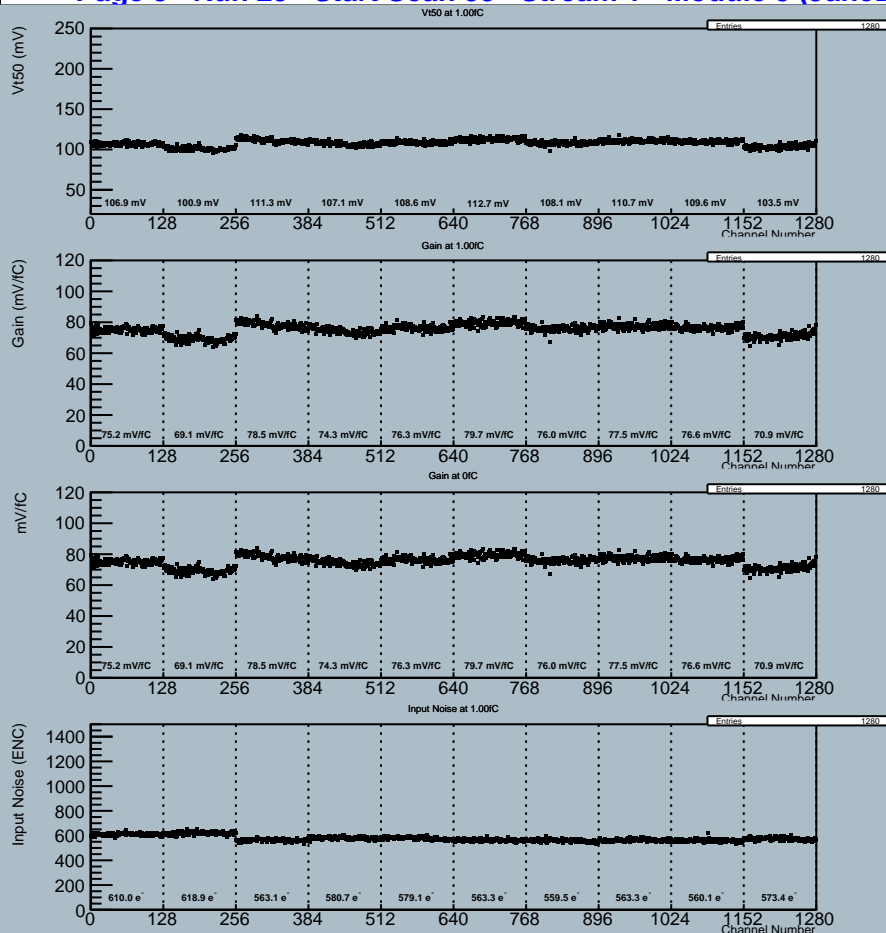 Vt50 at 1.00fC
Entries 1280
Vt50 (mV)
250
200
150
100
50
106.9 mV 100.9 mV 111.3 mV 107.1 mV 108.6 mV 112.7 mV 108.1 mV 110.7 mV 109.6 mV 103.5 mV
0 128 256 384 512 640 768 896 1024 1152 1280
Channel Number
Gain at 1.00fC
Entries 1280
Gain (mV/fC)
120
100
80
60
40
20
0
75.2 mV/fC 69.1 mV/fC 78.5 mV/fC 74.3 mV/fC 76.3 mV/fC 79.7 mV/fC 76.0 mV/fC 77.5 mV/fC 76.6 mV/fC 70.9 mV/fC
0 128 256 384 512 640 768 896 1024 1152 1280
Channel Number
Gain at 0fC
Entries 1280
mV/fC
120
100
80
60
40
20
0
75.2 mV/fC 69.1 mV/fC 78.5 mV/fC 74.3 mV/fC 76.3 mV/fC 79.7 mV/fC 76.0 mV/fC 77.5 mV/fC 76.6 mV/fC 70.9 mV/fC
0 128 256 384 512 640 768 896 1024 1152 1280
Channel Number
Input Noise at 1.00fC
Entries 1280
Input Noise (ENC)
1400
1200
1000
800
600
400
200
0
610.0 e⁻ 618.9 e⁻ 563.1 e⁻ 580.7 e⁻ 579.1 e⁻ 563.3 e⁻ 559.5 e⁻ 563.3 e⁻ 560.1 e⁻ 573.4 e⁻
0 128 256 384 512 640 768 896 1024 1152 1280
Channel Number